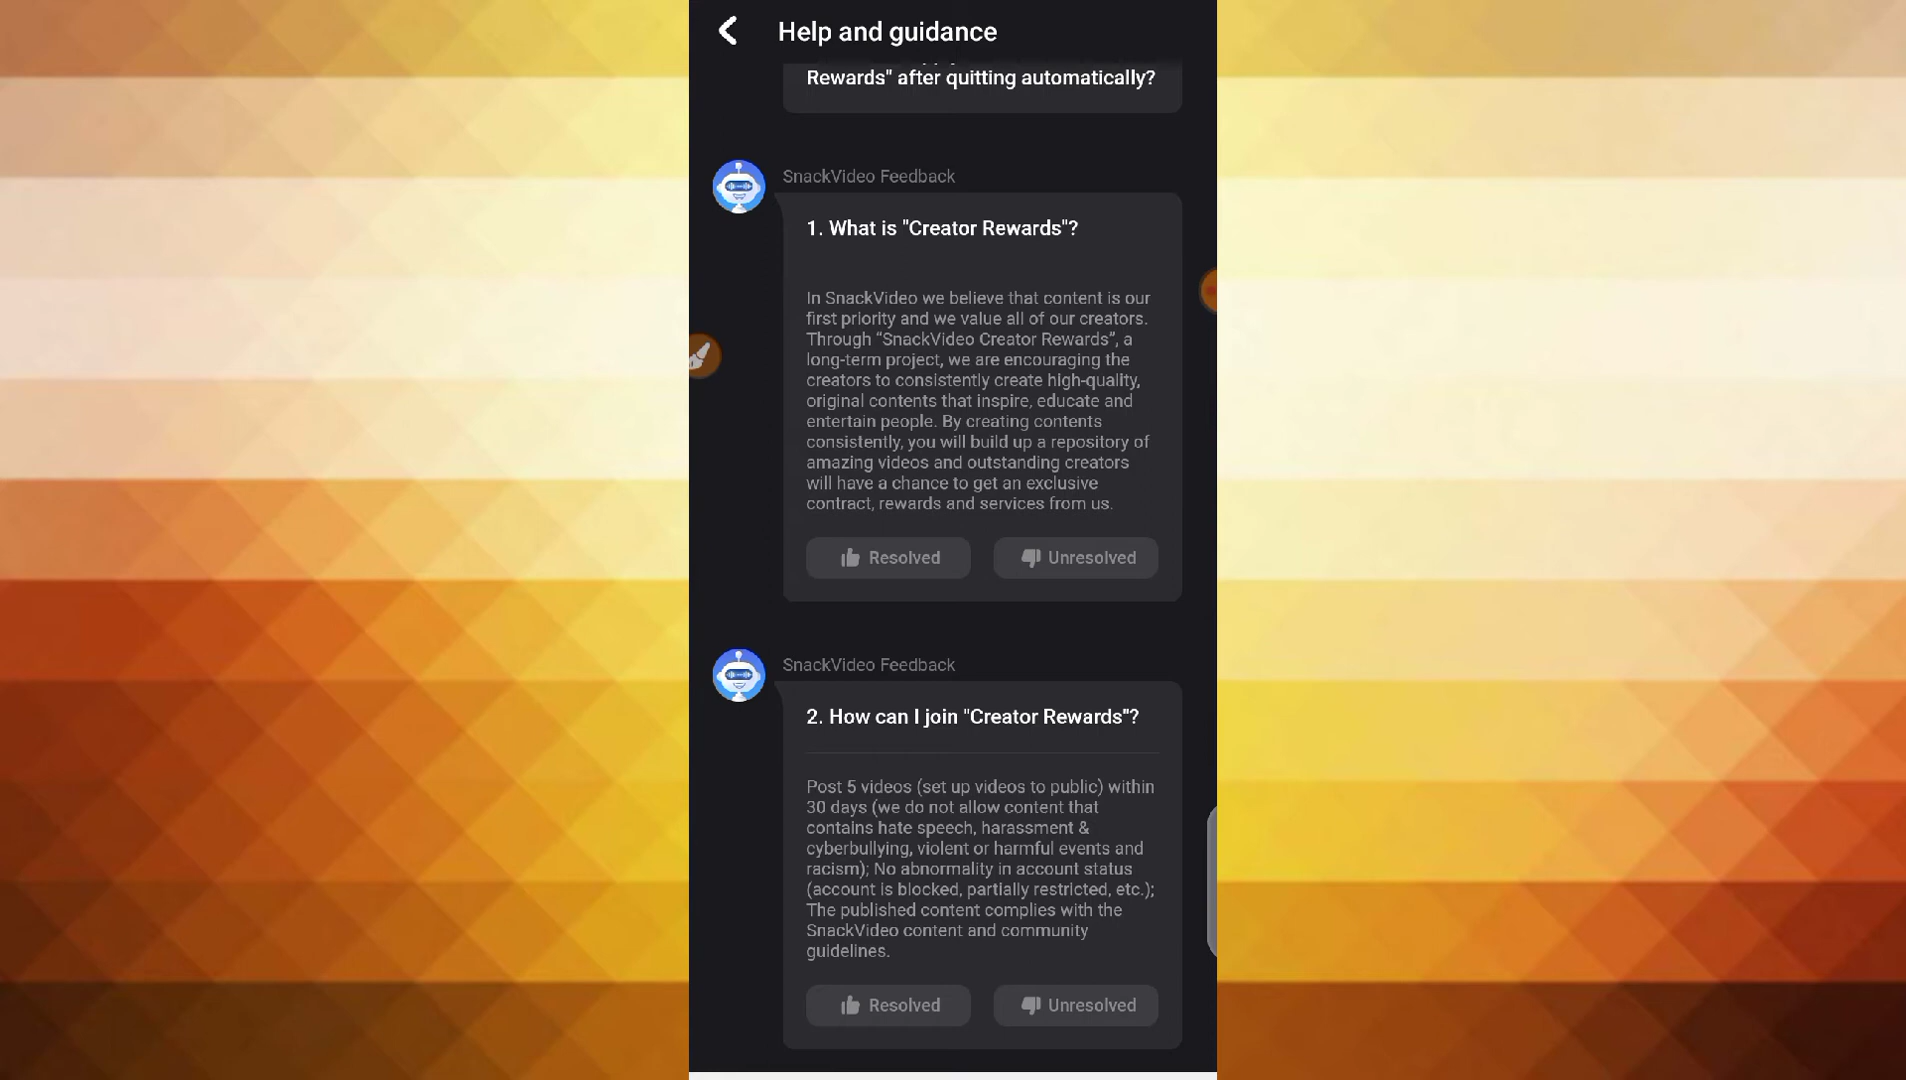 Help and guidance
Rewards" after quitting automatically?
SnackVideo Feedback
1. What is "Creator Rewards"?
In SnackVideo we believe that content is our
first priority and we value all of our creators.
Through “SnackVideo Creator Rewards”, a
long-term project, we are encouraging the
creators to consistently create high-quality,
original contents that inspire, educate and
entertain people. By creating contents
consistently, you will build up a repository of
amazing videos and outstanding creators
will have a chance to get an exclusive
contract, rewards and services from us.
Resolved Unresolved
SnackVideo Feedback
2. How can I join "Creator Rewards"?
Post 5 videos (set up videos to public) within
30 days (we do not allow content that
contains hate speech, harassment &
cyberbullying, violent or harmful events and
racism); No abnormality in account status
(account is blocked, partially restricted, etc.);
The published content complies with the
SnackVideo content and community
guidelines.
Resolved Unresolved